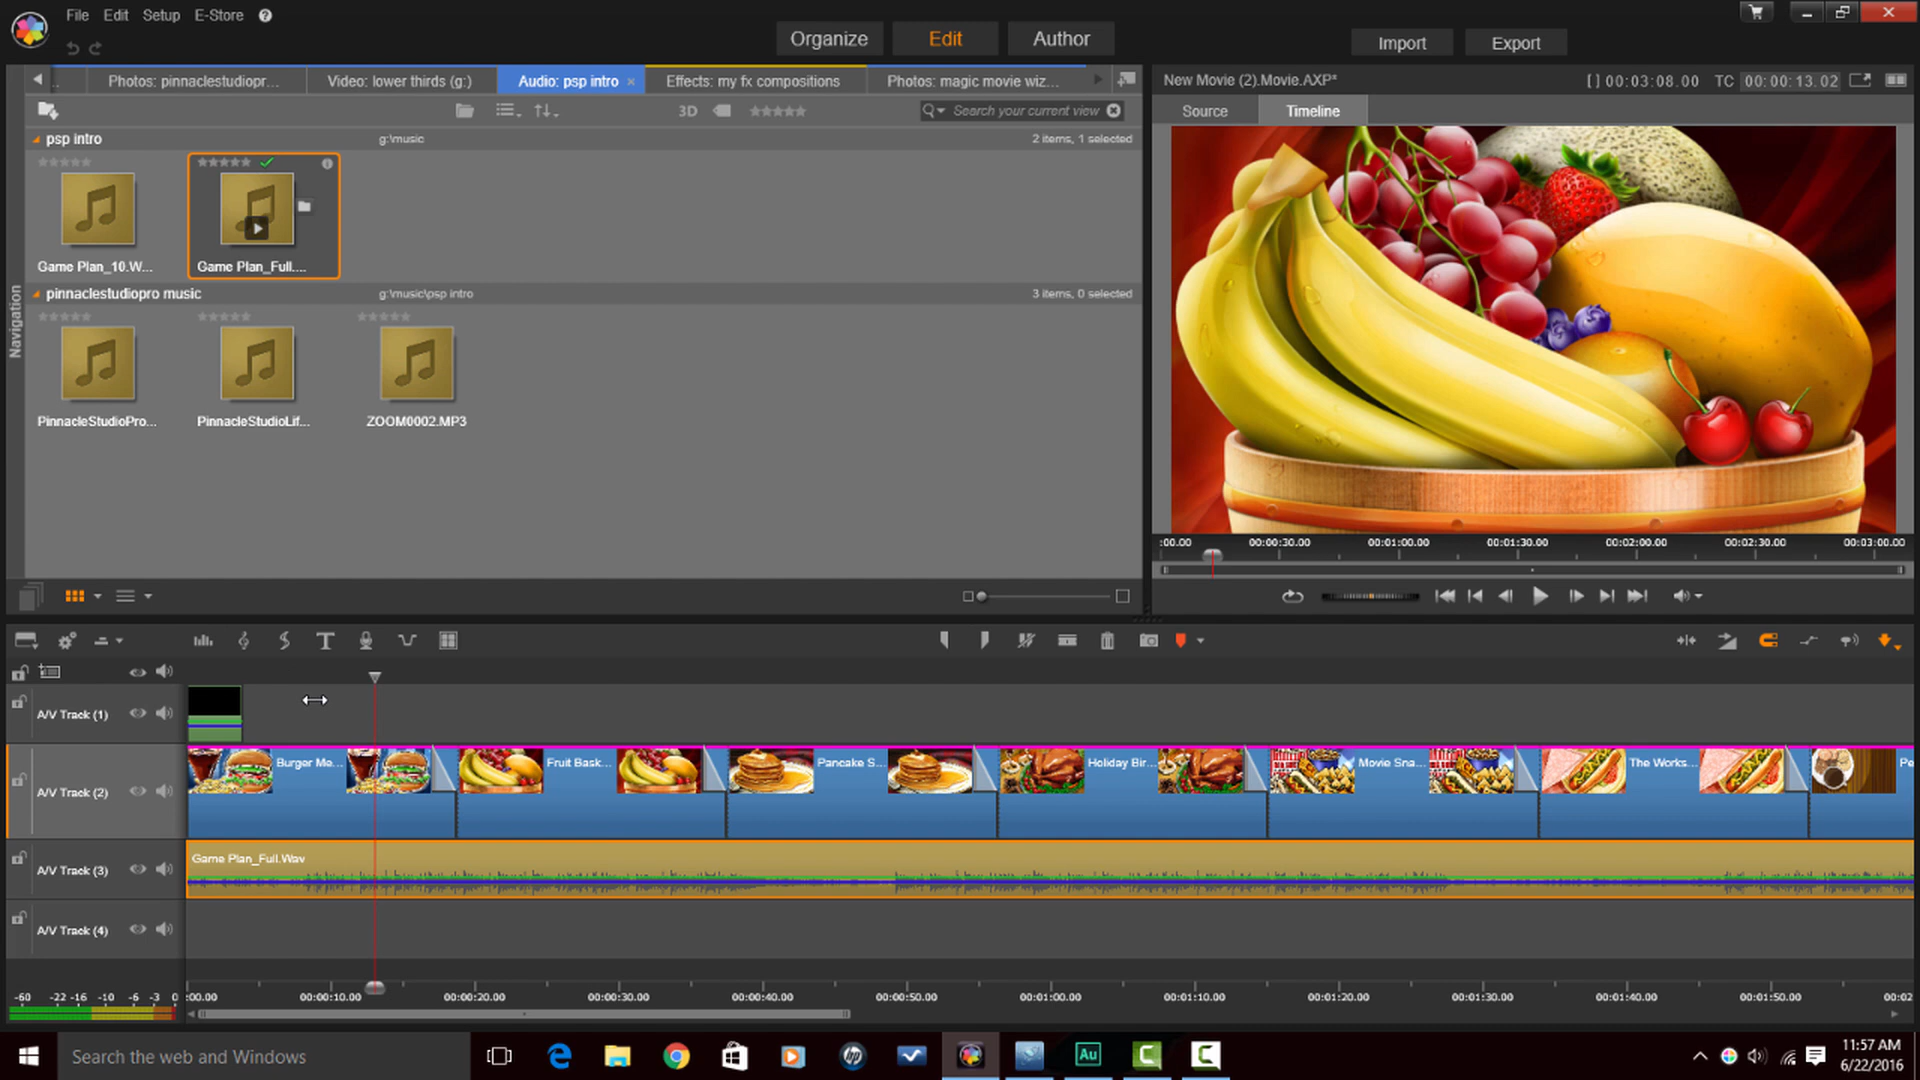 File Edit Setup E-Store ?
Organize Edit Author
Import Export
.. Photos: pinnaclestudiopr... Video: lower thirds (g:) Audio: psp intro × Effects: my fx compositions Photos: magic movie wiz...
New Movie (2).Movie.AXP* [ ] 00:03:08.00 TC 00:00:13.02
3D Search your current view
Source Timeline
psp intro g:\music 2 items, 1 selected
Game Plan_10.W... Game Plan_Full....
pinnaclestudiopro music g:\music\psp intro 3 items, 0 selected
PinnacleStudioPro... PinnacleStudioLif... ZOOM0002.MP3
Navigation
:00.00 00:00:30.00 00:01:00.00 00:01:30.00 00:02:00.00 00:02:30.00 00:03:00.00
A/V Track (1)
A/V Track (2) Burger Me... Fruit Bask... Pancake S... Holiday Bir... Movie Sna... The Works... Pe
Game Plan_Full.Wav
A/V Track (3)
A/V Track (4)
-60 -22 -16 -10 -6 -3 0 :00.00 00:00:10.00 00:00:20.00 00:00:30.00 00:00:40.00 00:00:50.00 00:01:00.00 00:01:10.00 00:01:20.00 00:01:30.00 00:01:40.00 00:01:50.00 00:02
Search the web and Windows
hp
Au
11:57 AM
6/22/2016